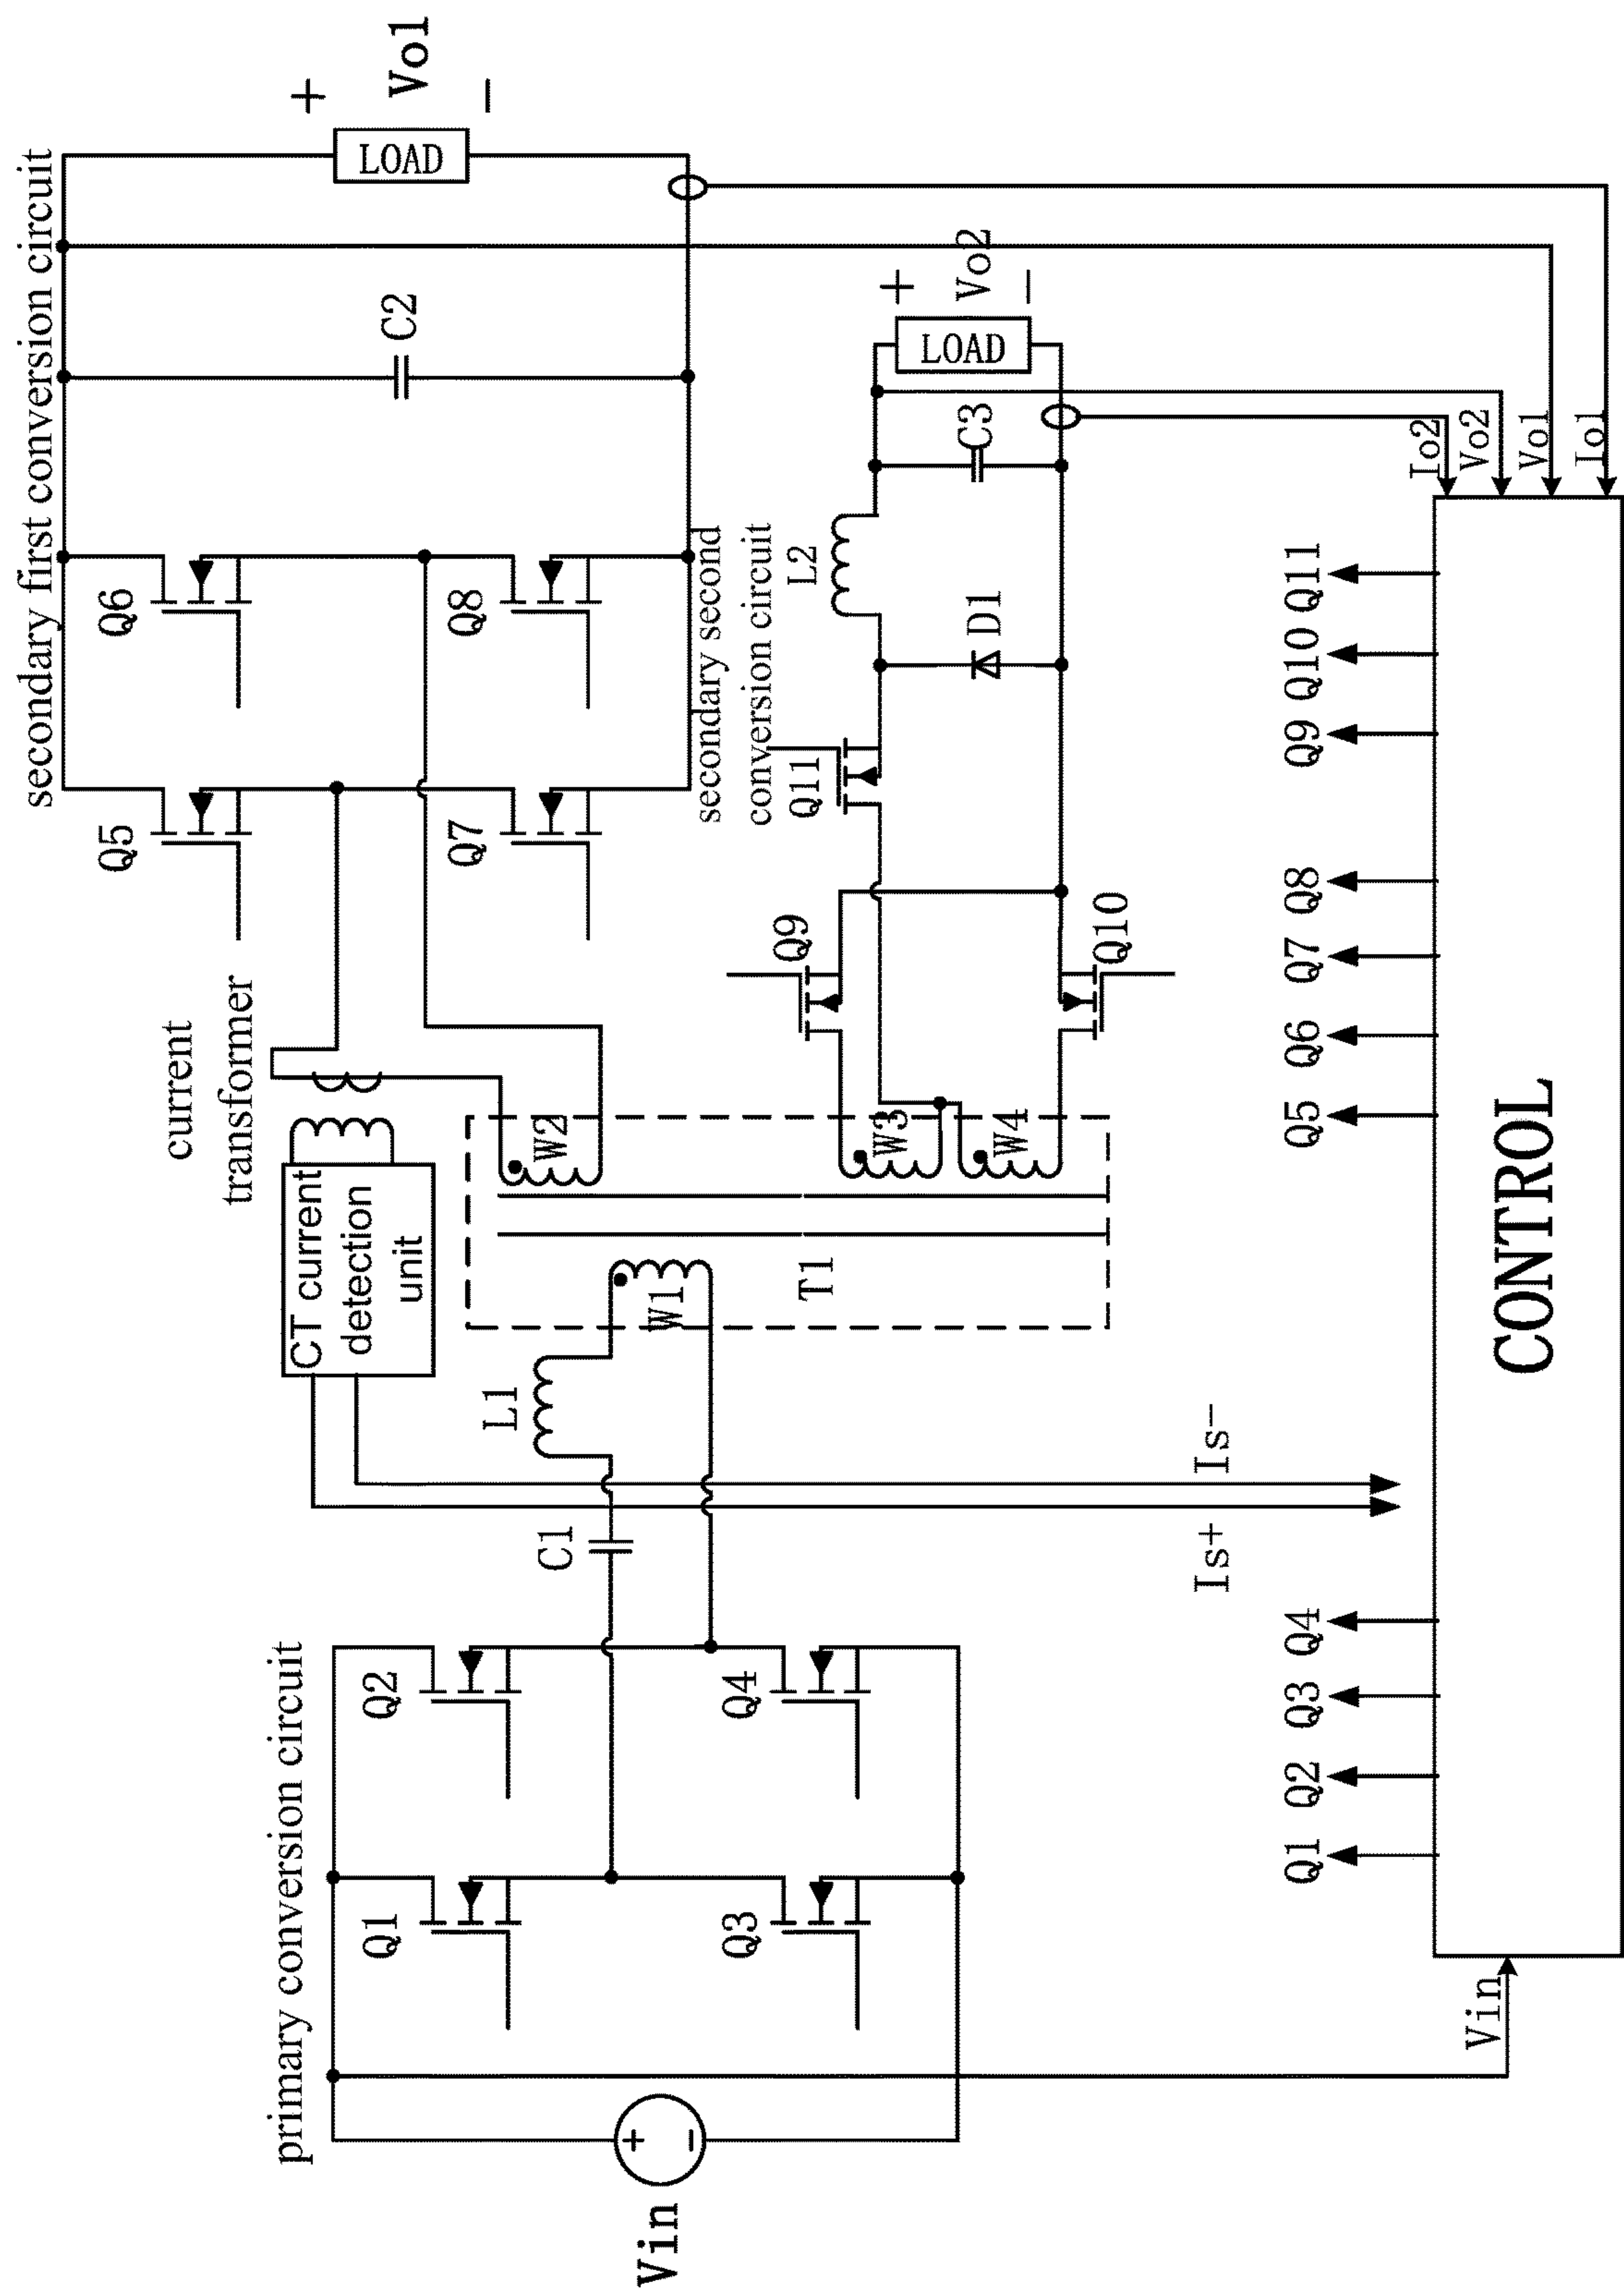 secondary first conversion circuit
Q5
Q6
C2
LOAD
+
Vo1
−
Q7
Q8
current
transformer
CT current
detection
unit
primary conversion circuit
Q1
Q2
Q3
Q4
Vin
+
−
C1
L1
W1
T1
W2
W3
W4
secondary second
conversion circuit
Q9
Q10
Q11
D1
L2
C3
LOAD
+
Vo2
−
Is+
Is−
Io2
Vo2
Vo1
Io1
Vin
Q1
Q2
Q3
Q4
Q5
Q6
Q7
Q8
Q9
Q10
Q11
CONTROL